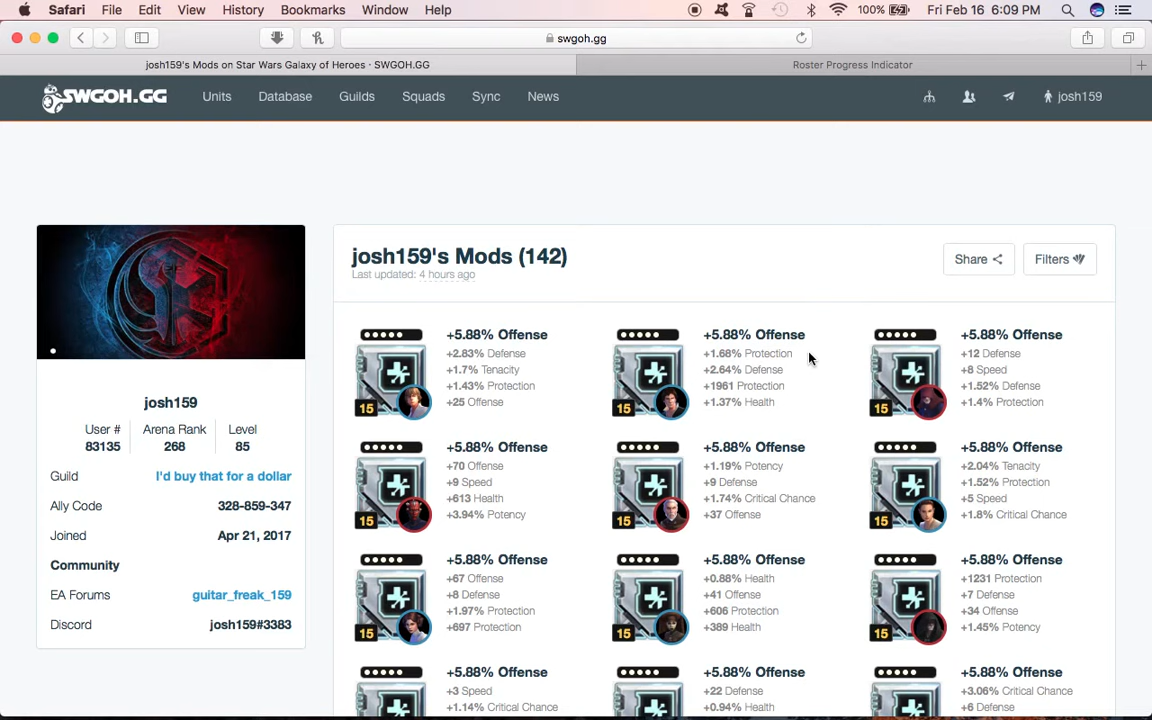 Safari File Edit View History Bookmarks Window Help 100% Fri Feb 16 6:09 PM
swgoh.gg
josh159's Mods on Star Wars Galaxy of Heroes · SWGOH.GG Roster Progress Indicator
SWGOH.GG Units Database Guilds Squads Sync News josh159
josh159's Mods (142)
Last updated: 4 hours ago
Share Filters
josh159
User # Arena Rank Level
83135 268 85
Guild I'd buy that for a dollar
Ally Code 328-859-347
Joined Apr 21, 2017
Community
EA Forums guitar_freak_159
Discord josh159#3383
+5.88% Offense +5.88% Offense +5.88% Offense
+2.83% Defense +1.68% Protection +12 Defense
+1.7% Tenacity +2.64% Defense +8 Speed
+1.43% Protection +1961 Protection +1.52% Defense
15 +25 Offense 15 +1.37% Health 15 +1.4% Protection
+5.88% Offense +5.88% Offense +5.88% Offense
+70 Offense +1.19% Potency +2.04% Tenacity
+9 Speed +9 Defense +1.52% Protection
+613 Health +1.74% Critical Chance +5 Speed
15 +3.94% Potency 15 +37 Offense 15 +1.8% Critical Chance
+5.88% Offense +5.88% Offense +5.88% Offense
+67 Offense +0.88% Health +1231 Protection
+8 Defense +41 Offense +7 Defense
+1.97% Protection +606 Protection +34 Offense
15 +697 Protection 15 +389 Health 15 +1.45% Potency
+5.88% Offense +5.88% Offense +5.88% Offense
+3 Speed +22 Defense +3.06% Critical Chance
+1.14% Critical Chance +0.94% Health +6 Defense